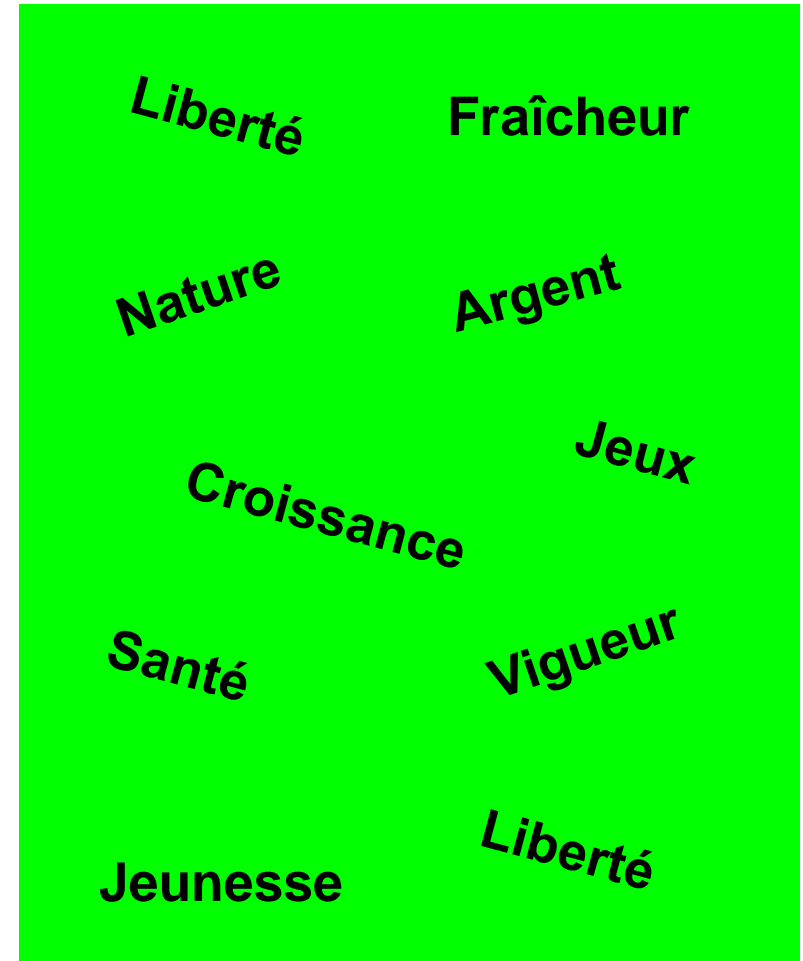 Liberté
Fraîcheur
Nature
Argent
Jeux
Croissance
Santé
Vigueur
Liberté
Jeunesse